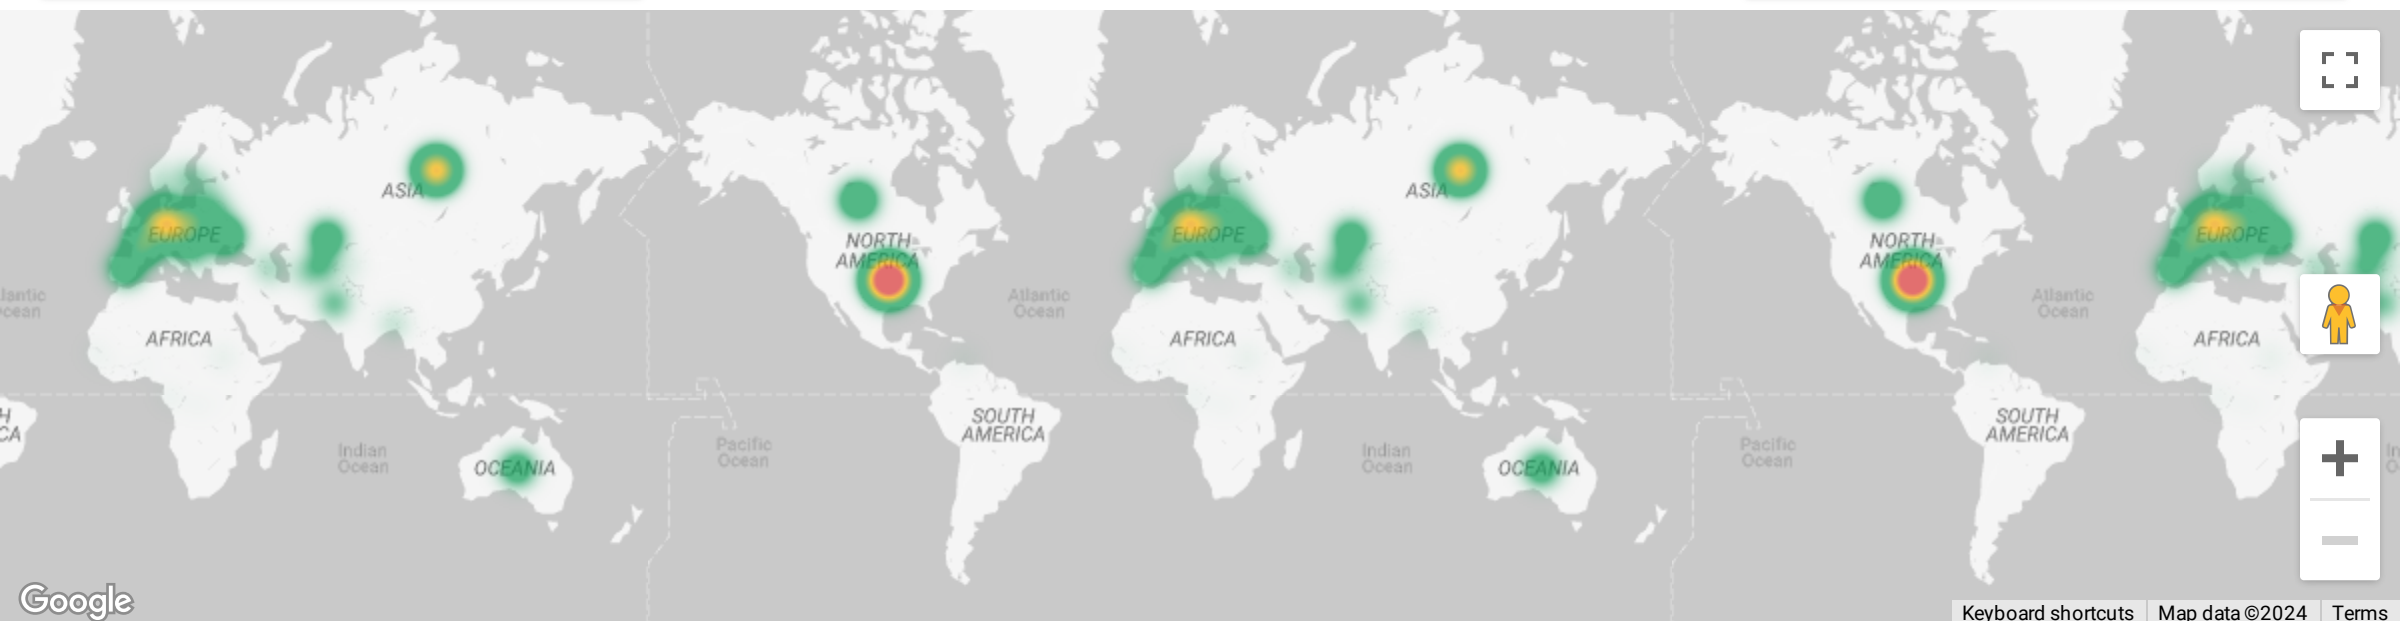 ASIA
ASIA
NORTH
AMERICA
NORTH
AMERICA
EUROPE
EUROPE
EUROPE
Atlantic
Ocean
Atlantic
Ocean
AFRICA
AFRICA
AFRICA
SOUTH
AMERICA
SOUTH
AMERICA
Indian
Ocean
Pacific
Ocean
Indian
Ocean
Pacific
Ocean
OCEANIA
OCEANIA
Google
Keyboard shortcuts
Map data ©2024
Terms